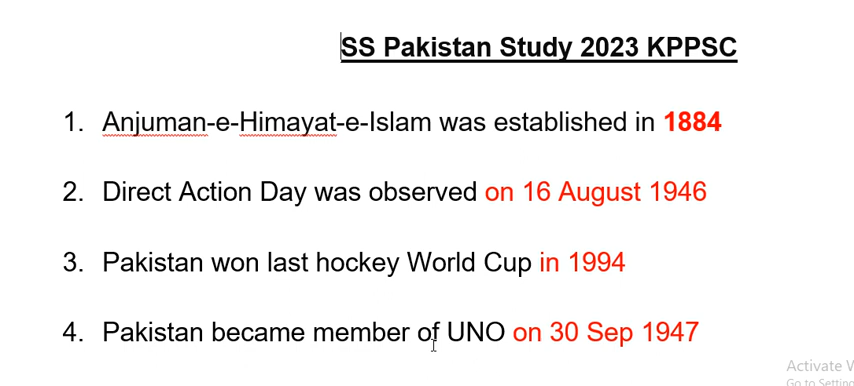 SS Pakistan Study 2023 KPPSC
1. Anjuman-e-Himayat-e-Islam was established in 1884
2. Direct Action Day was observed on 16 August 1946
3. Pakistan won last hockey World Cup in 1994
4. Pakistan became member of UNO on 30 Sep 1947
Activate
Go to